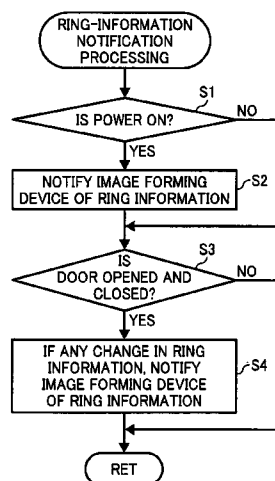 RING-INFORMATION
NOTIFICATION
PROCESSING
S1
IS POWER ON?
NO
YES
NOTIFY IMAGE FORMING
DEVICE OF RING INFORMATION
S2
S3
IS
DOOR OPENED AND
CLOSED?
NO
YES
IF ANY CHANGE IN RING
INFORMATION, NOTIFY
IMAGE FORMING DEVICE
OF RING INFORMATION
S4
RET